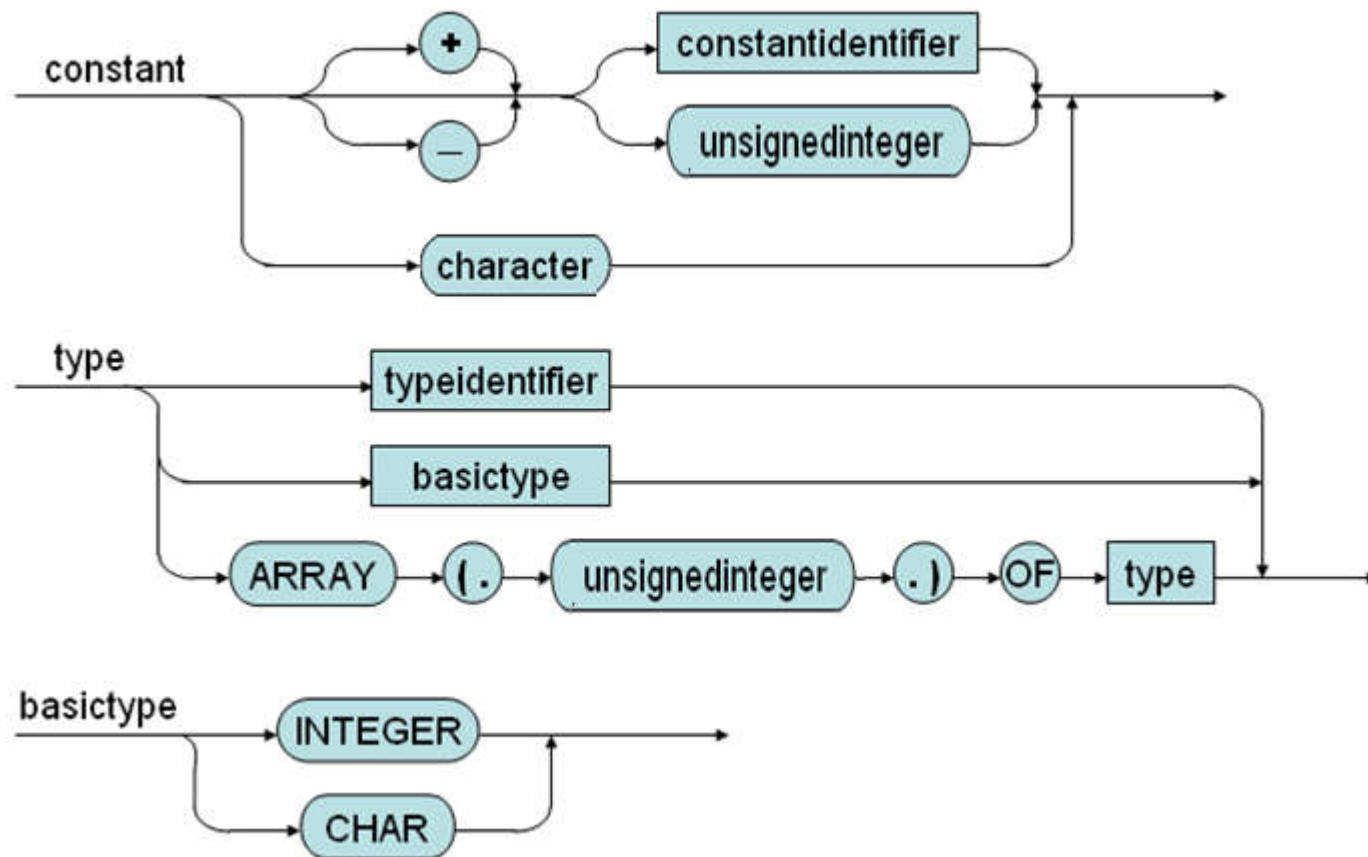 constant
+
constantidentifier
–
unsignedinteger
character
type
typeidentifier
basictype
ARRAY (. unsignedinteger .) OF type
basictype
INTEGER
CHAR